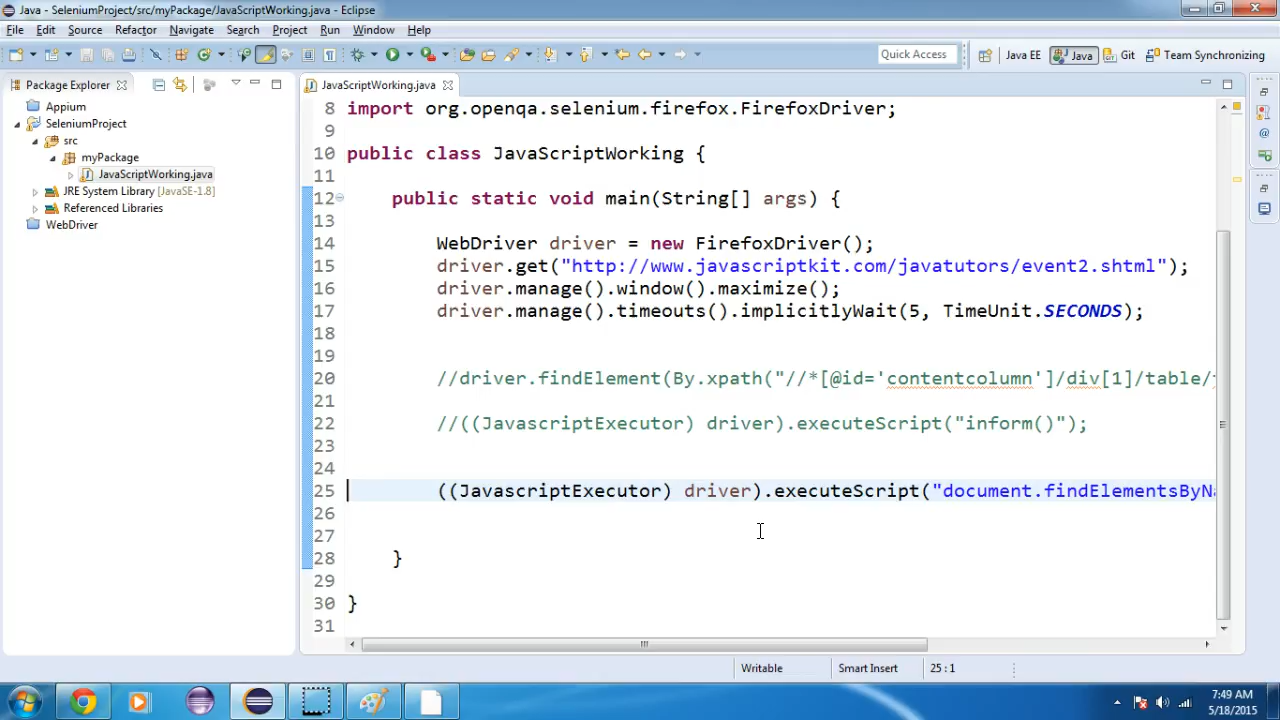 Java - SeleniumProject/src/myPackage/JavaScriptWorking.java - Eclipse
File Edit Source Refactor Navigate Search Project Run Window Help
Quick Access Java EE Java Git Team Synchronizing
Package Explorer
JavaScriptWorking.java
Appium
SeleniumProject
src
myPackage
JavaScriptWorking.java
JRE System Library [JavaSE-1.8]
Referenced Libraries
WebDriver
8 import org.openqa.selenium.firefox.FirefoxDriver;
9
10 public class JavaScriptWorking {
11
12 public static void main(String[] args) {
13
14 WebDriver driver = new FirefoxDriver();
15 driver.get("http://www.javascriptkit.com/javatutors/event2.shtml");
16 driver.manage().window().maximize();
17 driver.manage().timeouts().implicitlyWait(5, TimeUnit.SECONDS);
18
19
20 //driver.findElement(By.xpath("//*[@id='contentcolumn']/div[1]/table/
21
22 //((JavascriptExecutor) driver).executeScript("inform()");
23
24
25 ((JavascriptExecutor) driver).executeScript("document.findElementsByNa
26
27
28 }
29
30 }
31
Writable Smart Insert 25 : 1
7:49 AM
5/18/2015